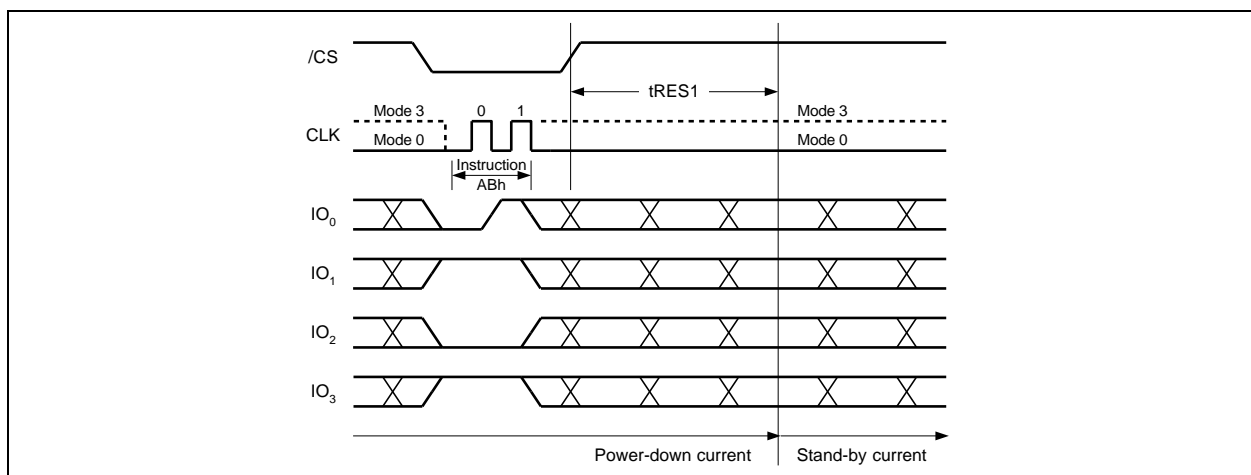 /CS
tRES1
Mode 3 0 1 Mode 3
CLK
Mode 0 Mode 0
Instruction
ABh
IO0
IO1
IO2
IO3
Power-down current Stand-by current